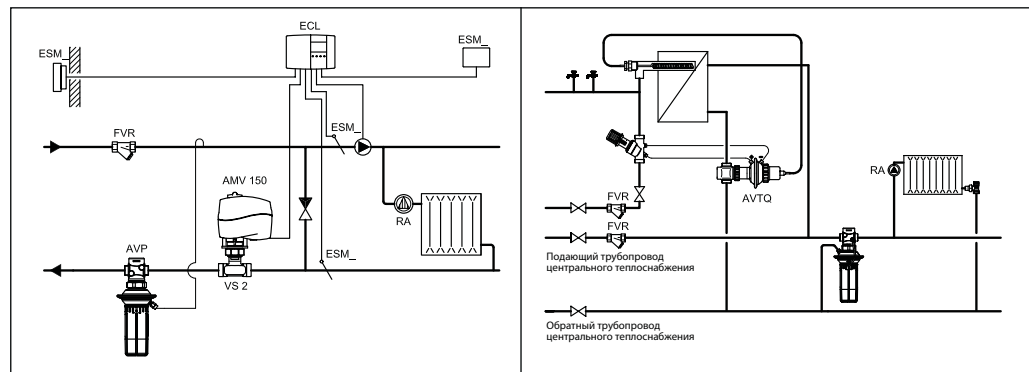 ECL
ESM_
ESM_
FVR
ESM_
AMV 150
RA
AVP
ESM_
VS 2
RA
AVTQ
FVR
FVR
Подающий трубопровод
центрального теплоснабжения
Обратный трубопровод
центрального теплоснабжения